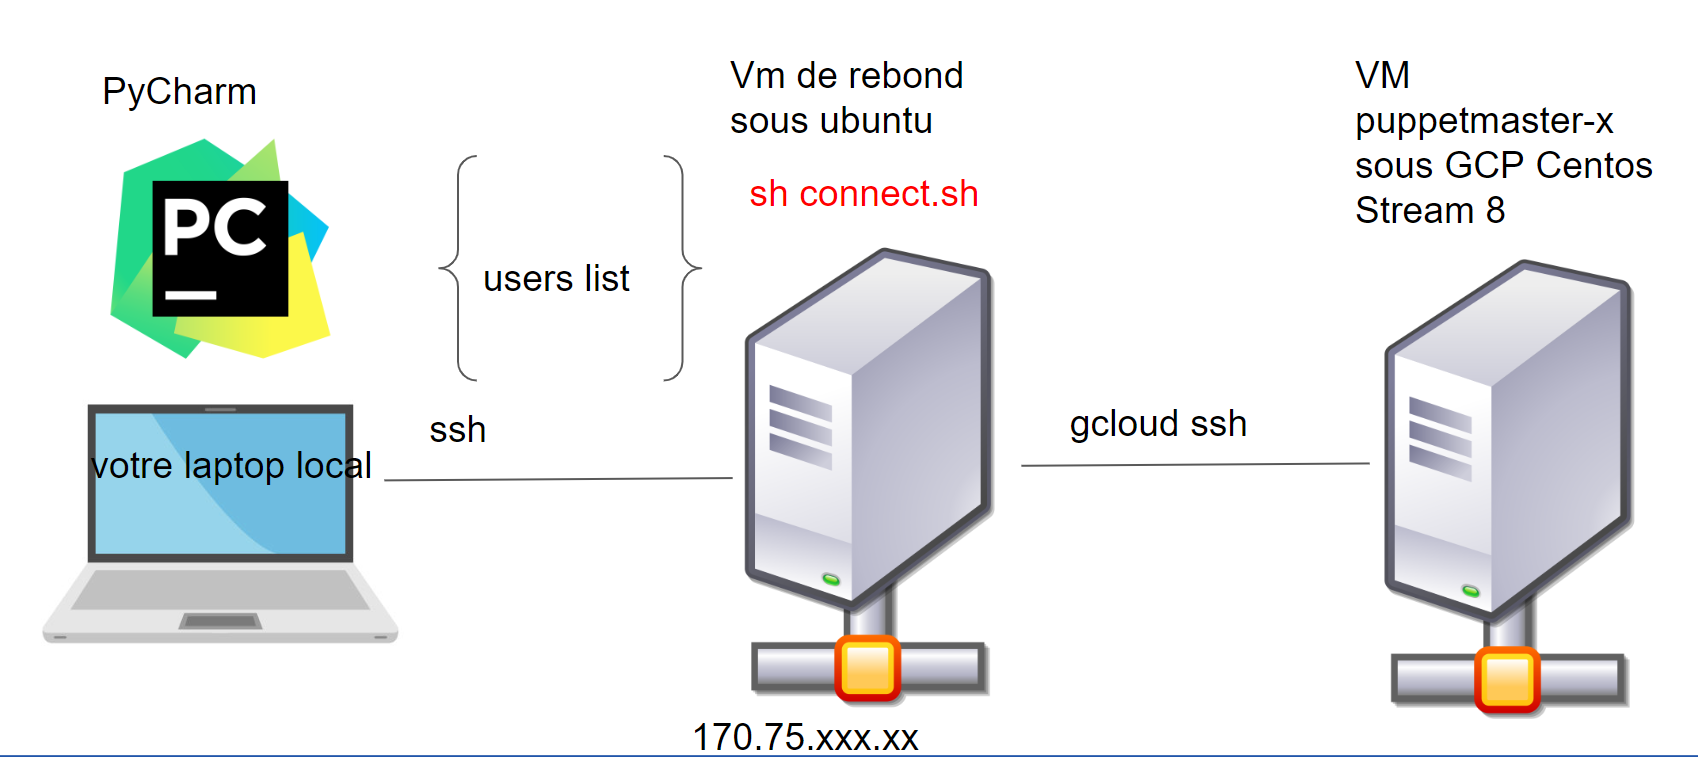 PyCharm
PC
votre laptop local
users list
ssh
Vm de rebond
sous ubuntu
sh connect.sh
170.75.xxx.xx
gcloud ssh
VM
puppetmaster-x
sous GCP Centos
Stream 8